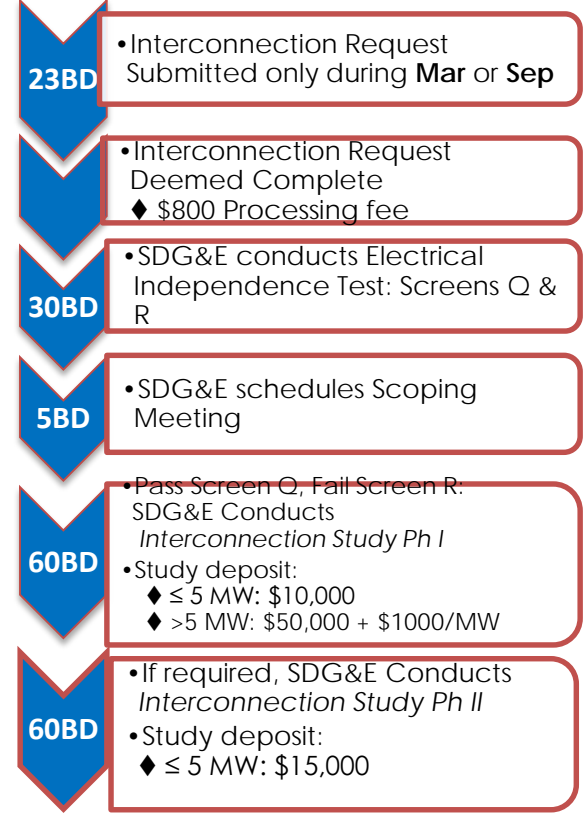 23BD
•Interconnection Request
Submitted only during Mar or Sep
•Interconnection Request
Deemed Complete
♦ $800 Processing fee
30BD
•SDG&E conducts Electrical
Independence Test: Screens Q &
R
5BD
•SDG&E schedules Scoping
Meeting
60BD
•Pass Screen Q, Fail Screen R:
SDG&E Conducts
Interconnection Study Ph I
•Study deposit:
♦ ≤ 5 MW: $10,000
♦ >5 MW: $50,000 + $1000/MW
60BD
•If required, SDG&E Conducts
Interconnection Study Ph II
•Study deposit:
♦ ≤ 5 MW: $15,000